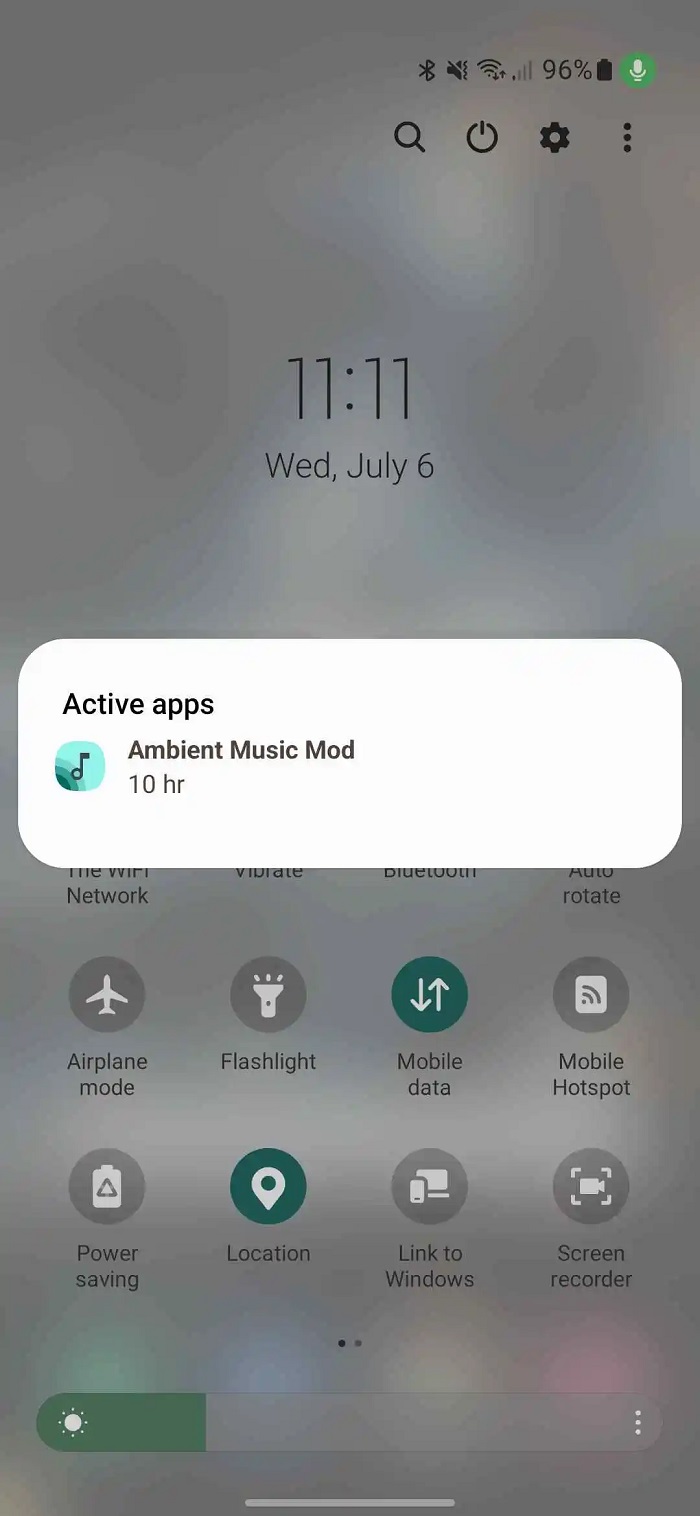 96%
11:11
Wed, July 6
Active apps
Ambient Music Mod
10 hr
The WiFi Vibrate Bluetooth Auto
Network rotate
Airplane Flashlight Mobile Mobile
mode data Hotspot
Power Location Link to Screen
saving Windows recorder